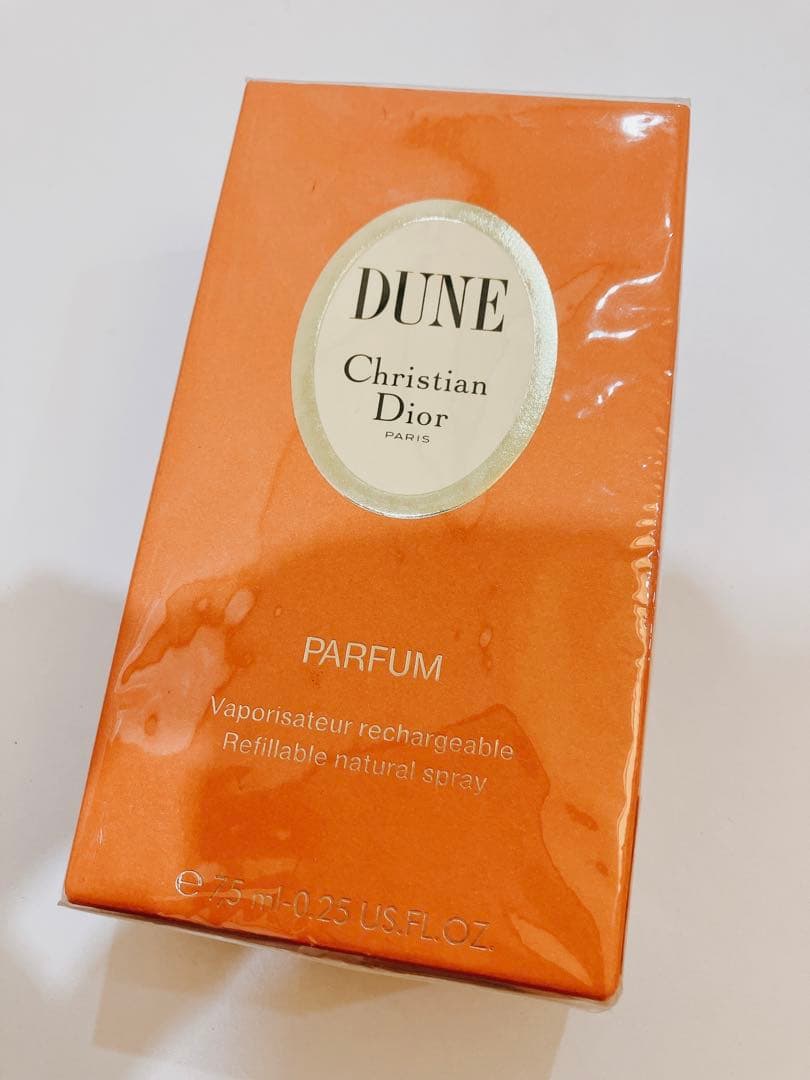 DUNE
Christian
Dior
PARIS
PARFUM
Vaporisateur rechargeable
Refillable natural spray
e 7,5 ml-0.25 US.FL.OZ.